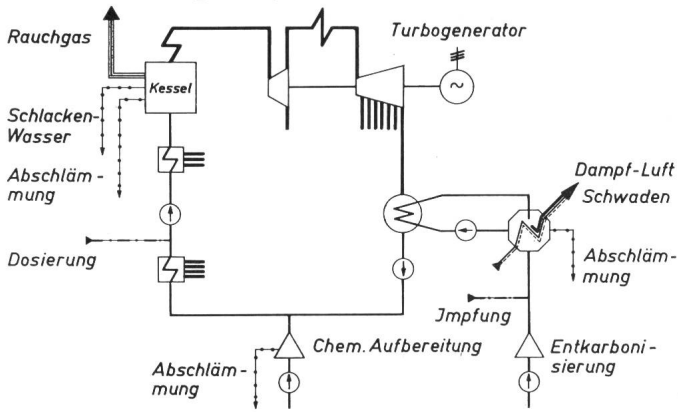 Rauchgas
Turbogenerator
Kessel
~
Schlacken-
Wasser
Abschläm-
mung
Dampf-Luft
Schwaden
Dosierung
Abschläm-
mung
Jmpfung
Chem. Aufbereitung
Entkarboni-
sierung
Abschläm-
mung